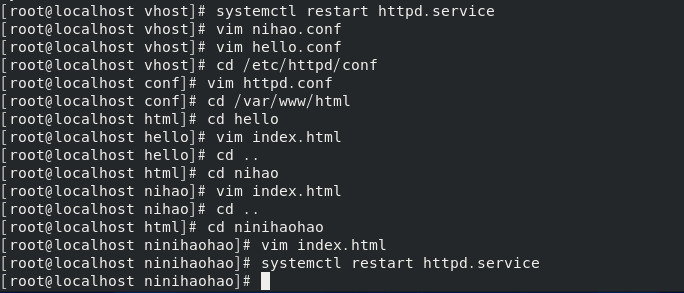 [root@localhost vhost]# systemctl restart httpd.service
[root@localhost vhost]# vim nihao.conf
[root@localhost vhost]# vim hello.conf
[root@localhost vhost]# cd /etc/httpd/conf
[root@localhost conf]# vim httpd.conf
[root@localhost conf]# cd /var/www/html
[root@localhost html]# cd hello
[root@localhost hello]# vim index.html
[root@localhost hello]# cd ..
[root@localhost html]# cd nihao
[root@localhost nihao]# vim index.html
[root@localhost nihao]# cd ..
[root@localhost html]# cd ninihaohao
[root@localhost ninihaohao]# vim index.html
[root@localhost ninihaohao]# systemctl restart httpd.service
[root@localhost ninihaohao]#